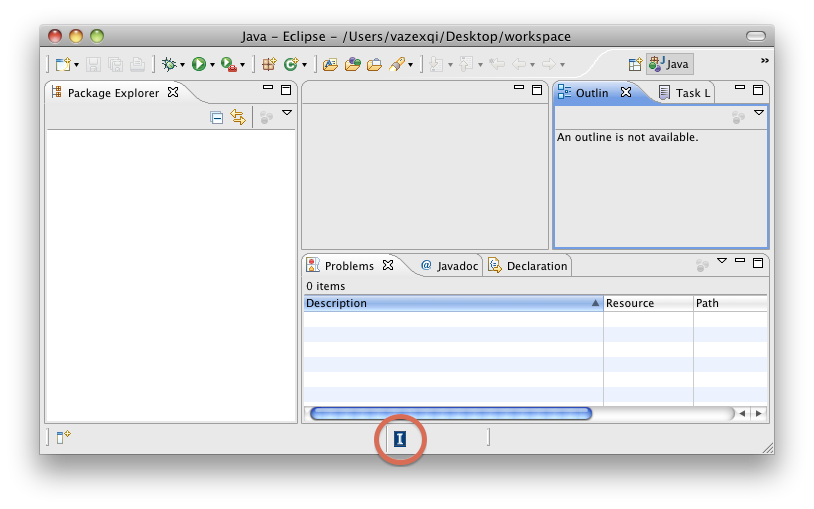 Java – Eclipse – /Users/vazexqi/Desktop/workspace
Java
Package Explorer
Outlin
Task L
An outline is not available.
Problems
@ Javadoc
Declaration
0 items
Description
Resource
Path
I